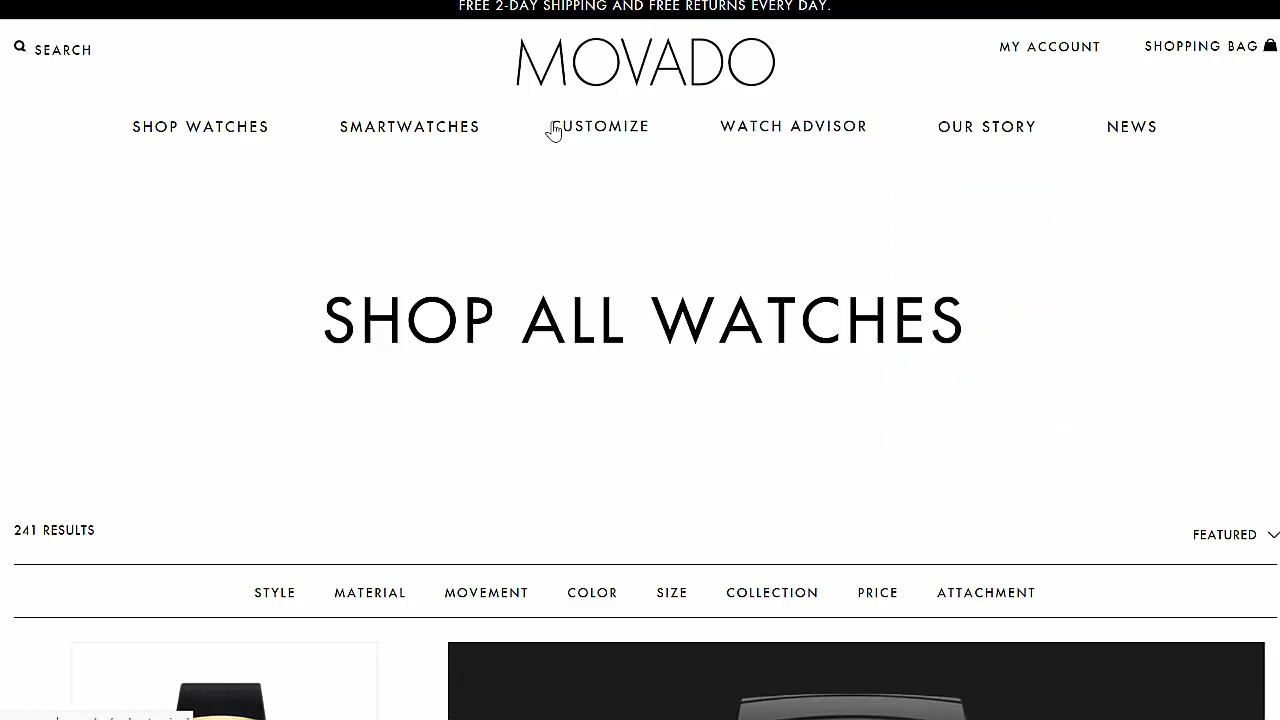 FREE 2-DAY SHIPPING AND FREE RETURNS EVERY DAY.
SEARCH
MOVADO
MY ACCOUNT
SHOPPING BAG
SHOP WATCHES
SMARTWATCHES
CUSTOMIZE
WATCH ADVISOR
OUR STORY
NEWS
SHOP ALL WATCHES
241 RESULTS
FEATURED
STYLE
MATERIAL
MOVEMENT
COLOR
SIZE
COLLECTION
PRICE
ATTACHMENT